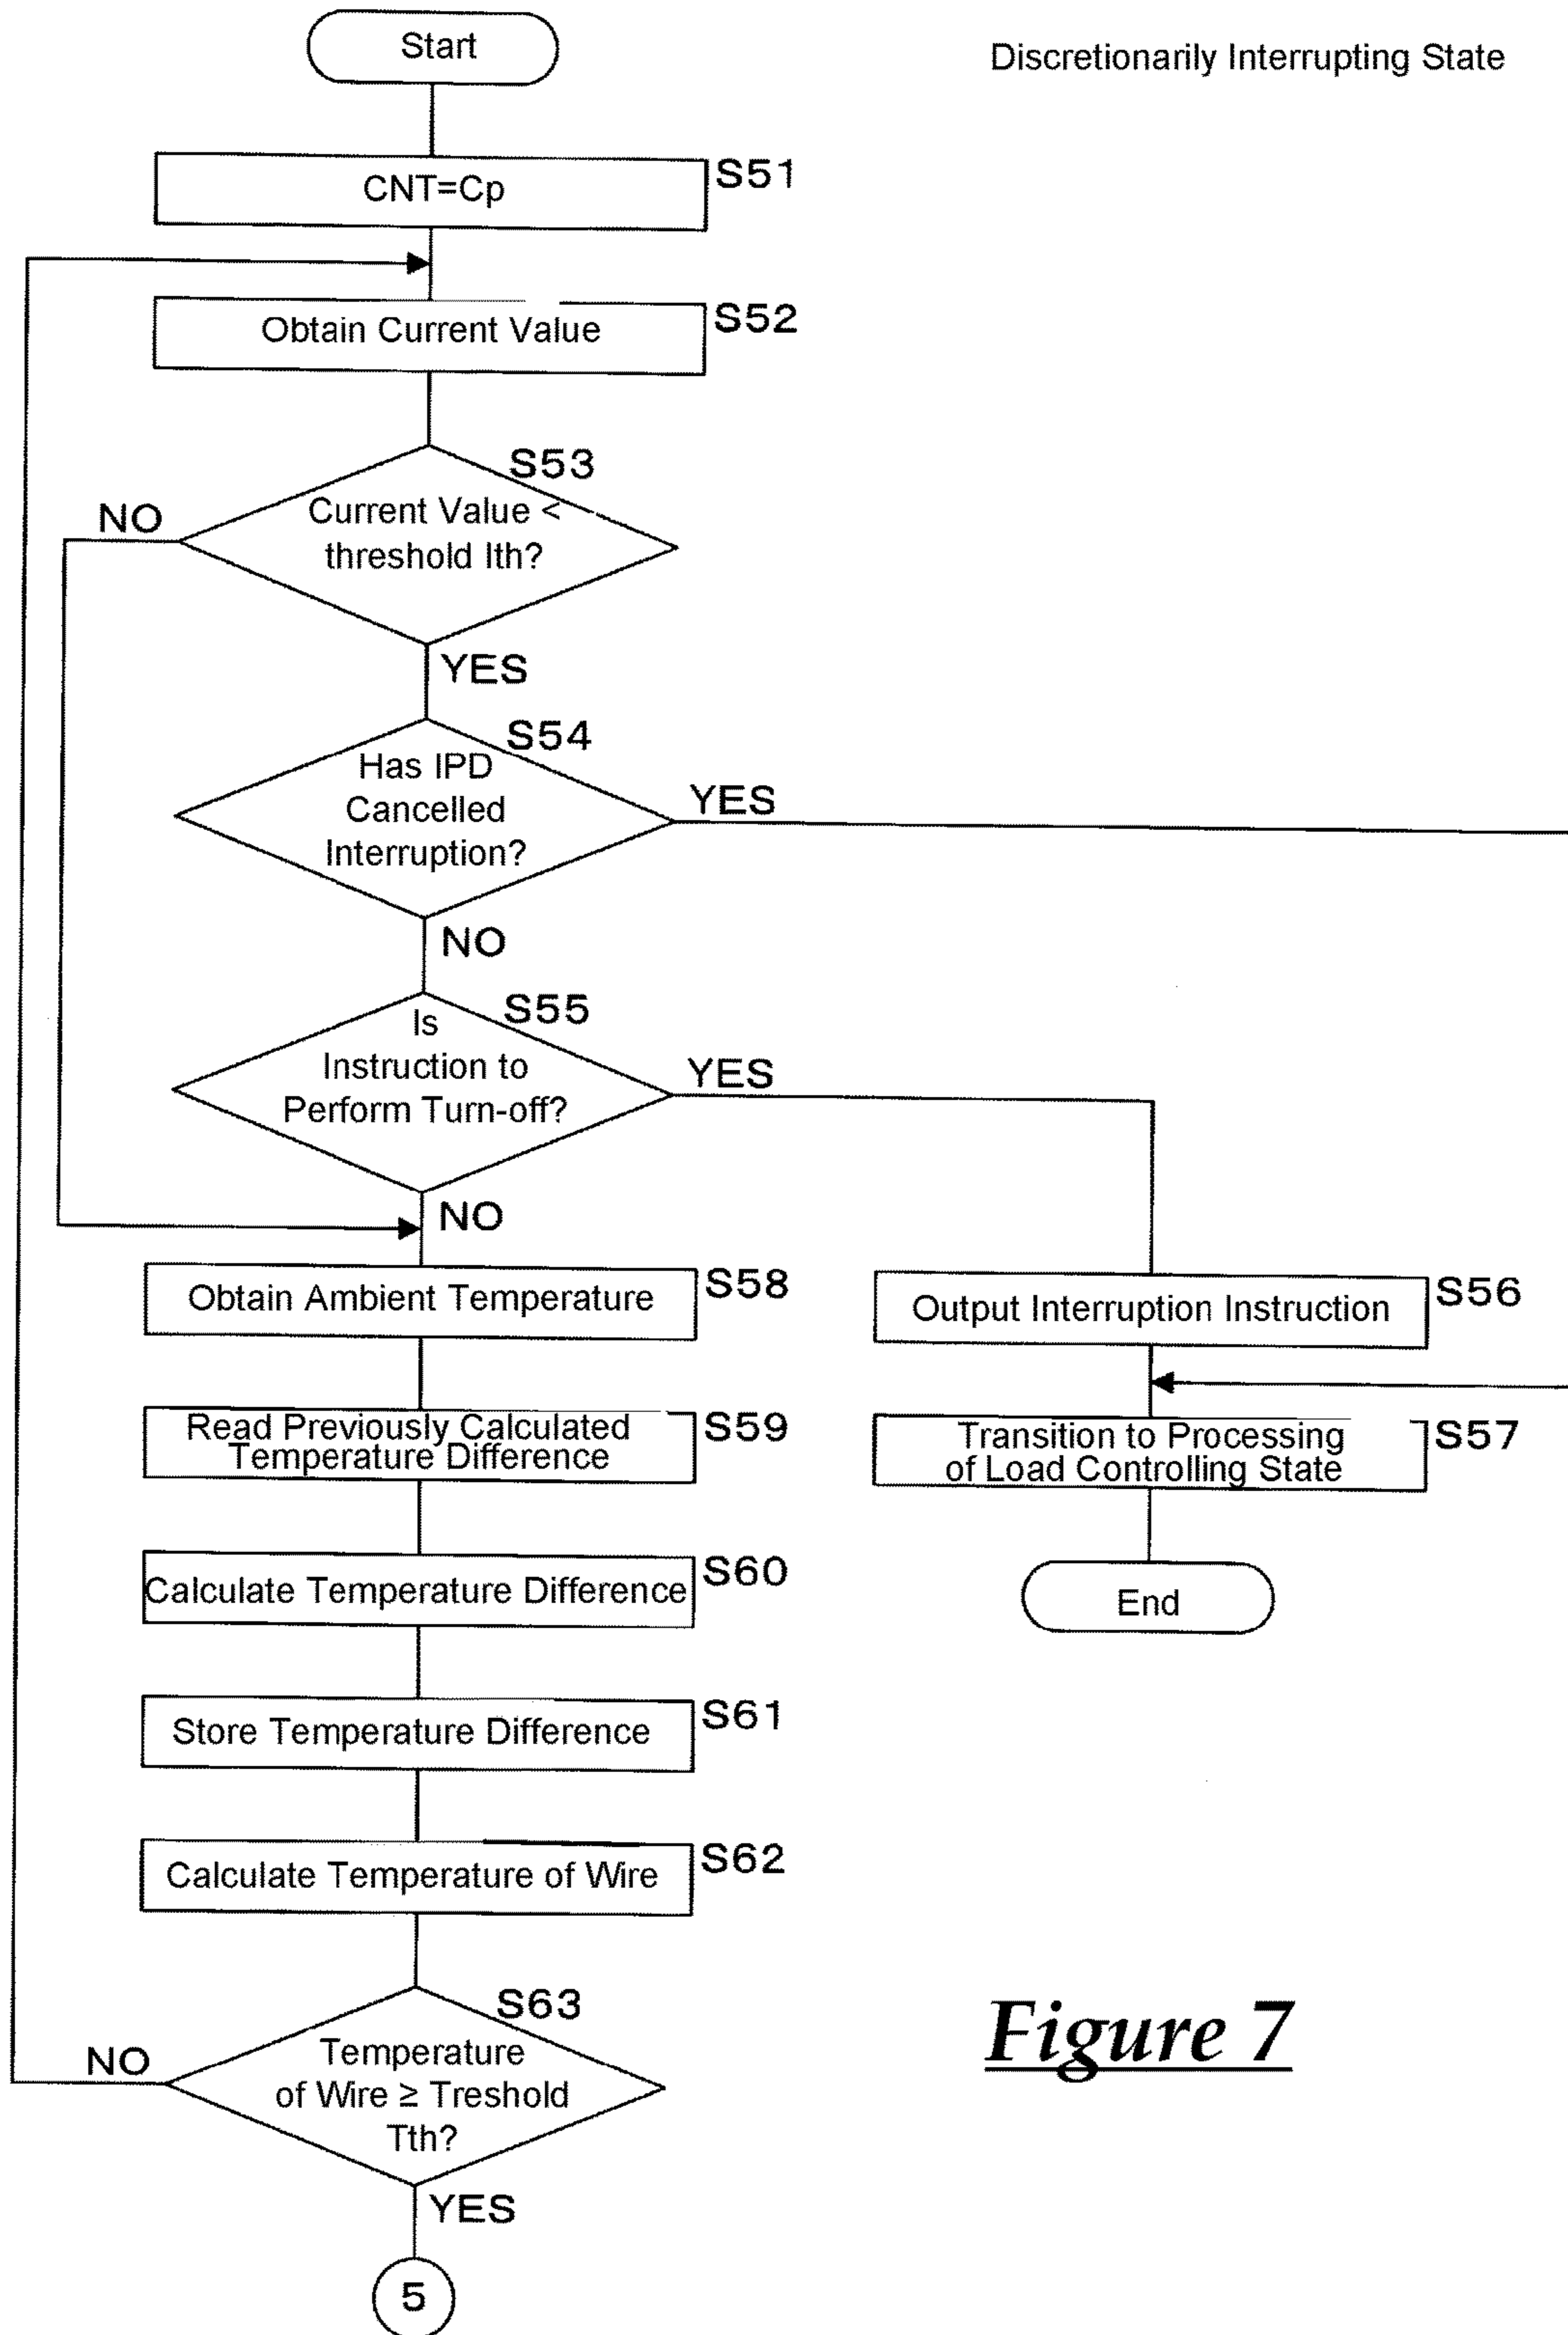 Start
Discretionarily Interrupting State
CNT=Cp
S51
Obtain Current Value
S52
S53
Current Value <
threshold Ith?
NO
YES
S54
Has IPD
Cancelled
Interruption?
YES
NO
S55
Is
Instruction to
Perform Turn-off?
YES
NO
Obtain Ambient Temperature
S58
Output Interruption Instruction
S56
Read Previously Calculated
Temperature Difference
S59
Transition to Processing
of Load Controlling State
S57
Calculate Temperature Difference
S60
End
Store Temperature Difference
S61
Calculate Temperature of Wire
S62
S63
Temperature
of Wire ≥ Treshold
Tth?
NO
YES
5
Figure 7